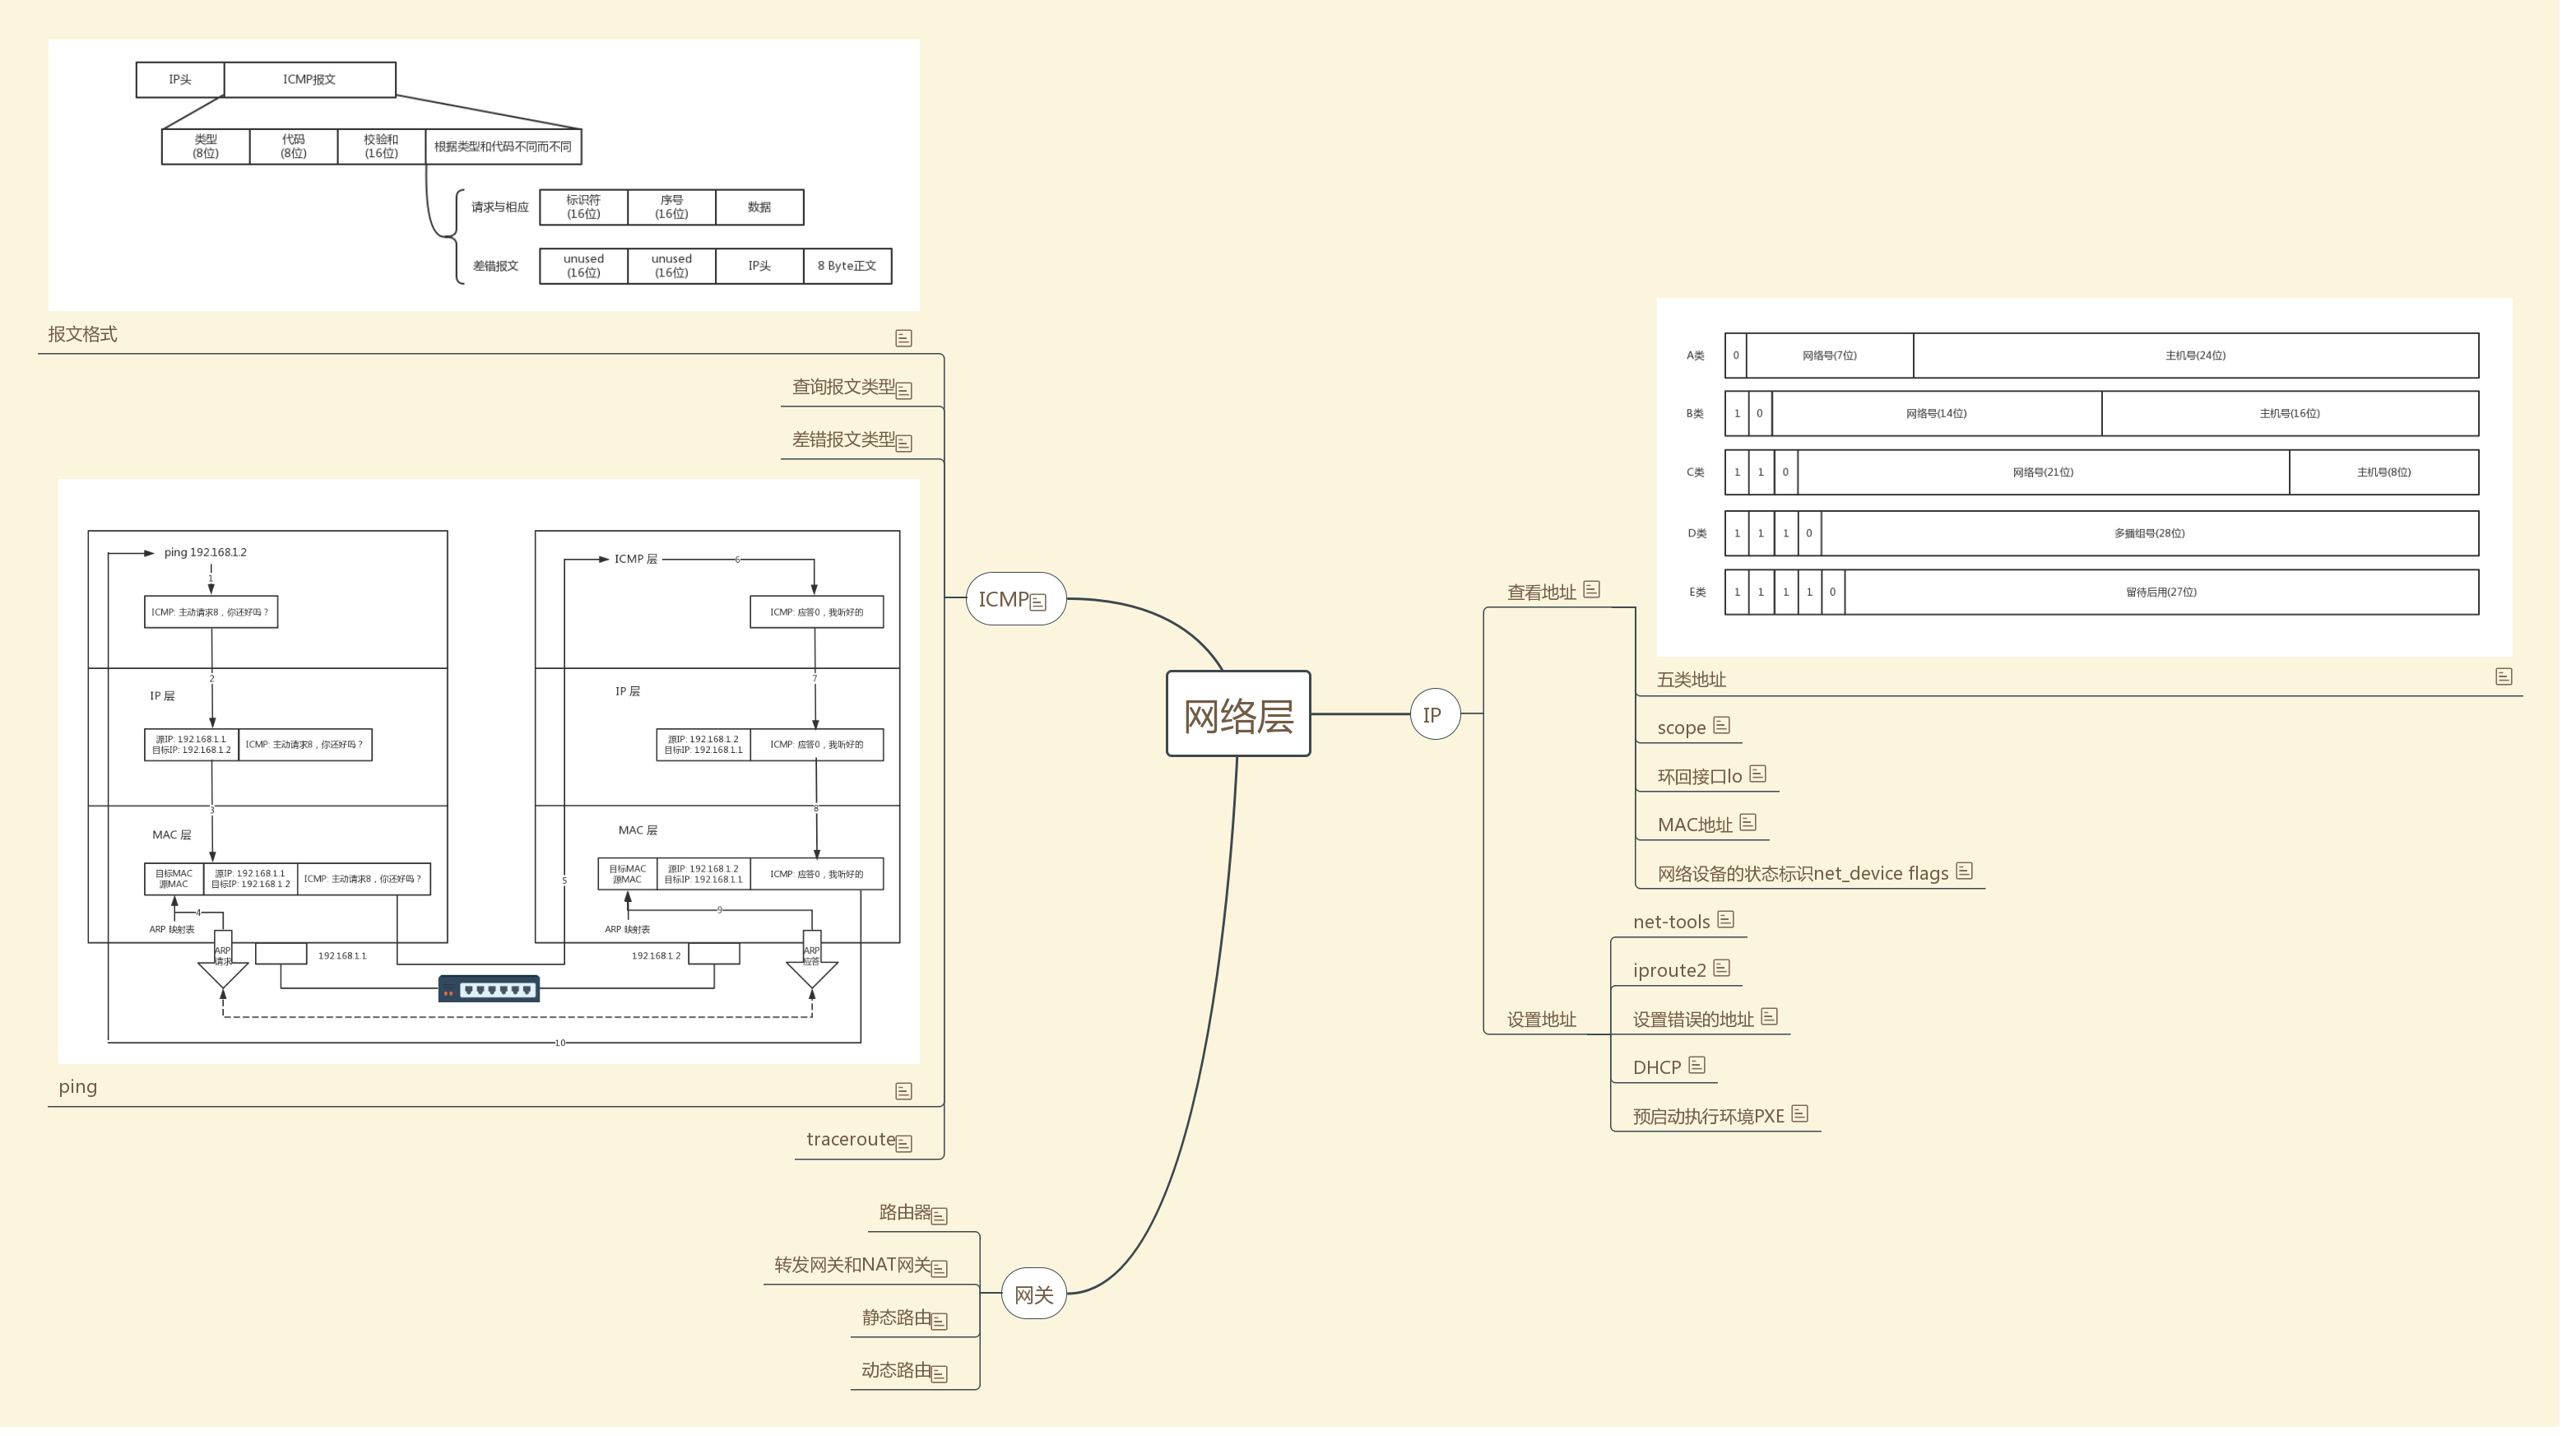 IP头
ICMP报文
类型
(8位)
代码
(8位)
校验和
(16位)
根据类型和代码不同而不同
请求与相应
标识符
(16位)
序号
(16位)
数据
差错报文
unused
(16位)
unused
(16位)
IP头
8 Byte正文
报文格式
查询报文类型
差错报文类型
ping 192.168.1.2
1
ICMP: 主动请求8，你还好吗？
2
IP 层
源IP: 192.168.1.1
目标IP: 192.168.1.2
ICMP: 主动请求8，你还好吗？
3
MAC 层
目标MAC
源MAC
源IP: 192.168.1.1
目标IP: 192.168.1.2
ICMP: 主动请求8，你还好吗？
4
ARP 映射表
ARP
请求
192.168.1.1
5
ICMP 层
6
ICMP: 应答0，我听好的
7
IP 层
源IP: 192.168.1.2
目标IP: 192.168.1.1
ICMP: 应答0，我听好的
8
MAC 层
目标MAC
源MAC
源IP: 192.168.1.2
目标IP: 192.168.1.1
ICMP: 应答0，我听好的
9
ARP 映射表
192.168.1.2
ARP
应答
10
ping
traceroute
ICMP
网络层
IP
网关
路由器
转发网关和NAT网关
静态路由
动态路由
查看地址
A类
0
网络号(7位)
主机号(24位)
B类
1
0
网络号(14位)
主机号(16位)
C类
1
1
0
网络号(21位)
主机号(8位)
D类
1
1
1
0
多播组号(28位)
E类
1
1
1
1
0
留待后用(27位)
五类地址
scope
环回接口lo
MAC地址
网络设备的状态标识net_device flags
设置地址
net-tools
iproute2
设置错误的地址
DHCP
预启动执行环境PXE